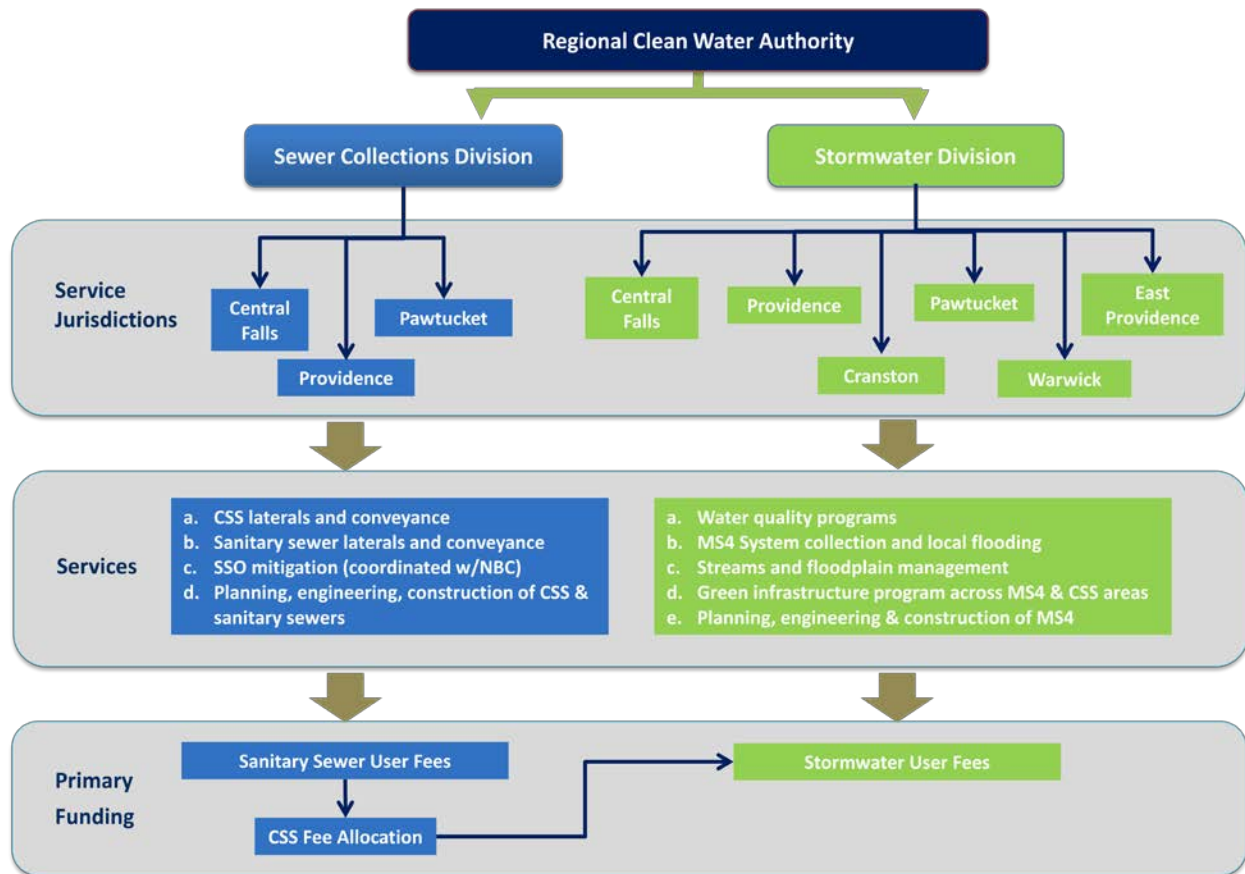 Regional Clean Water Authority
Sewer Collections Division
Stormwater Division
Service
Jurisdictions
Central
Falls
Providence
Pawtucket
Central
Falls
Providence
Cranston
Pawtucket
Warwick
East
Providence
Services
a. CSS laterals and conveyance
b. Sanitary sewer laterals and conveyance
c. SSO mitigation (coordinated w/NBC)
d. Planning, engineering, construction of CSS &
sanitary sewers
a. Water quality programs
b. MS4 System collection and local flooding
c. Streams and floodplain management
d. Green infrastructure program across MS4 & CSS areas
e. Planning, engineering & construction of MS4
Primary
Funding
Sanitary Sewer User Fees
CSS Fee Allocation
Stormwater User Fees